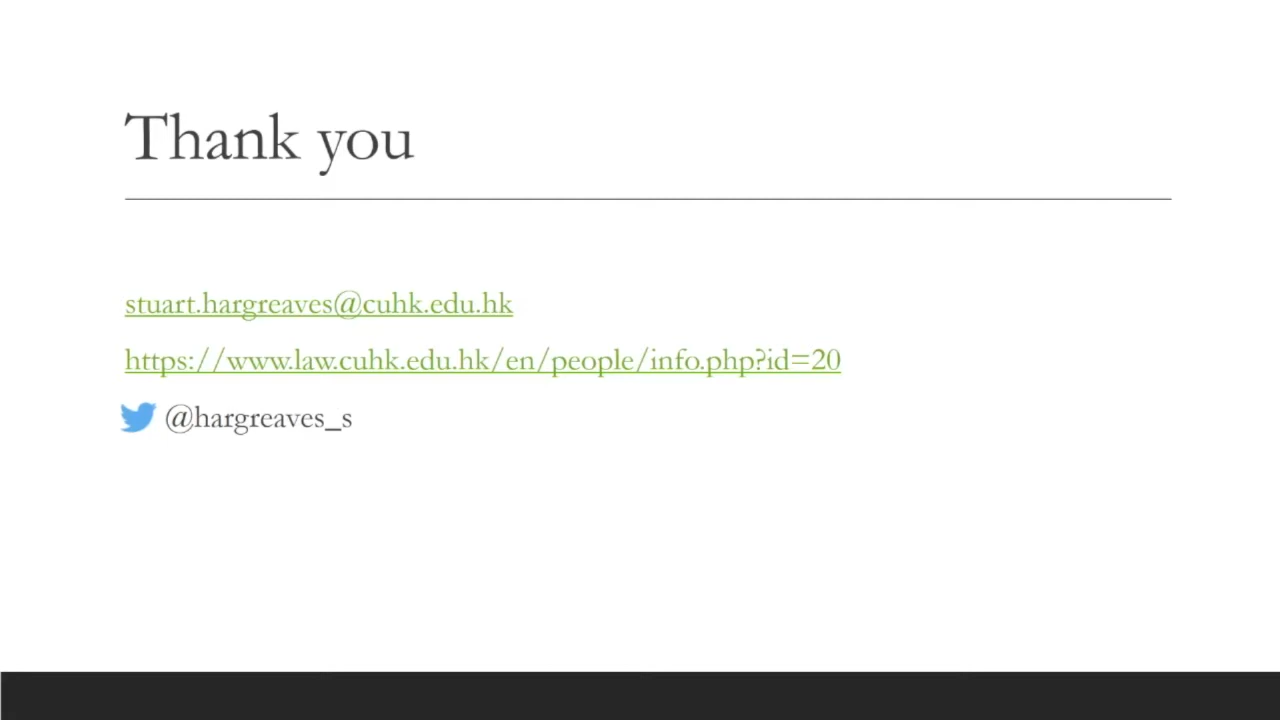 Thank you
stuart.hargreaves@cuhk.edu.hk
https://www.law.cuhk.edu.hk/en/people/info.php?id=20
@hargreaves_s